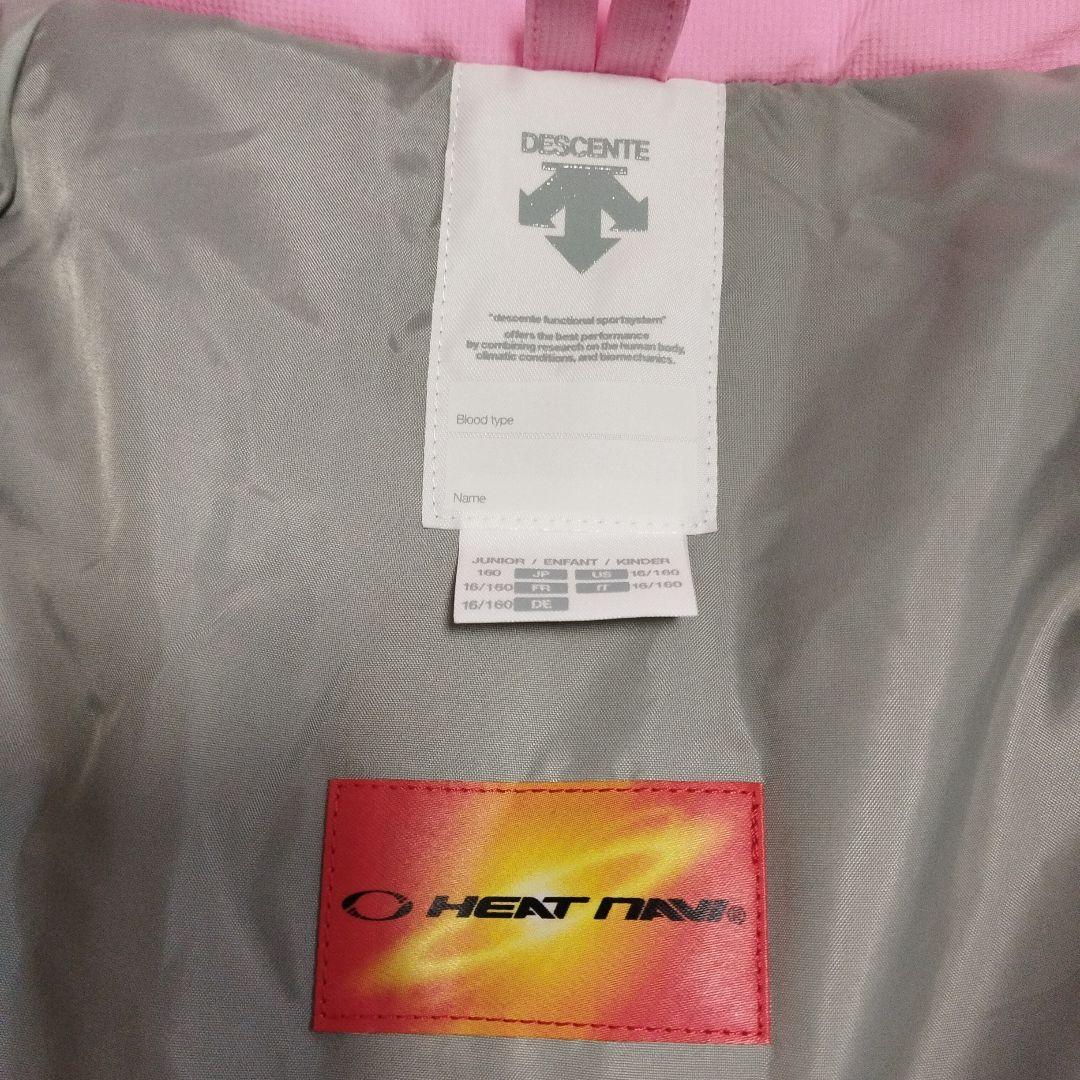 DESCENTE
"descente functional sportsystem"
offers the best performance
by combining research on the human body,
climatic conditions, and biomechanics.
Blood type
Name
JUNIOR / ENFANT / KINDER
160 JP US 16/160
16/160 FR IT 16/160
16/160 DE
HEAT NAVI®